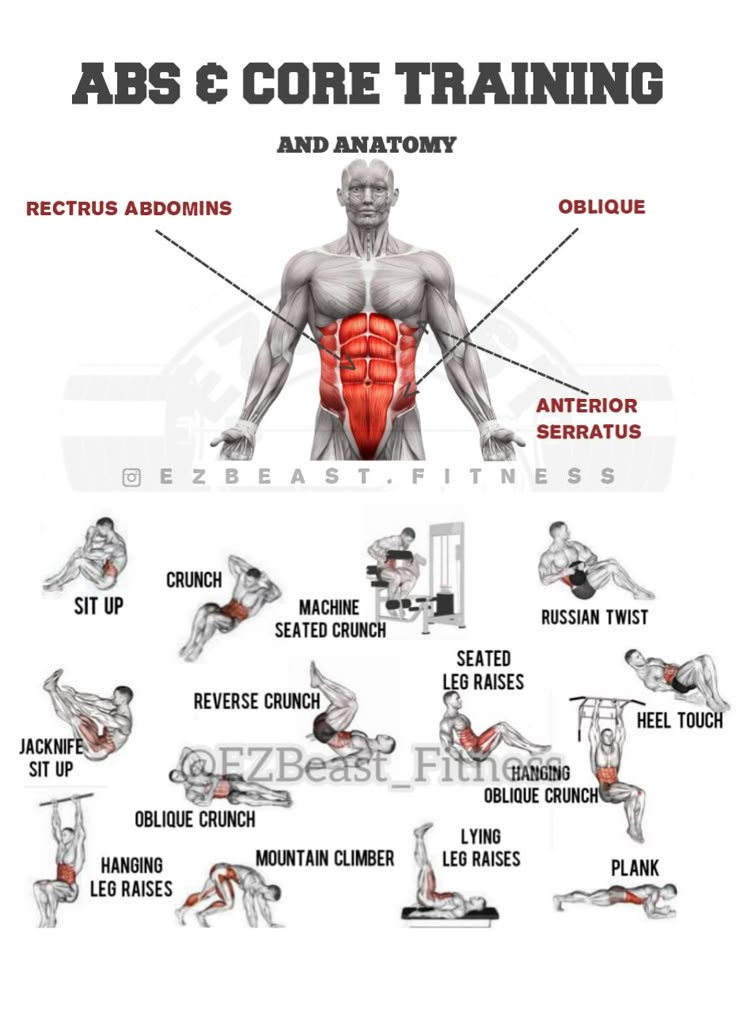 ABS & CORE TRAINING
AND ANATOMY
RECTRUS ABDOMINS
OBLIQUE
ANTERIOR
SERRATUS
EZBEAST.FITNESS
SIT UP
CRUNCH
MACHINE
SEATED CRUNCH
RUSSIAN TWIST
SEATED
LEG RAISES
HEEL TOUCH
REVERSE CRUNCH
JACKNIFE
SIT UP
@EZBeast_Fitness
HANGING
OBLIQUE CRUNCH
OBLIQUE CRUNCH
HANGING
LEG RAISES
MOUNTAIN CLIMBER
LYING
LEG RAISES
PLANK